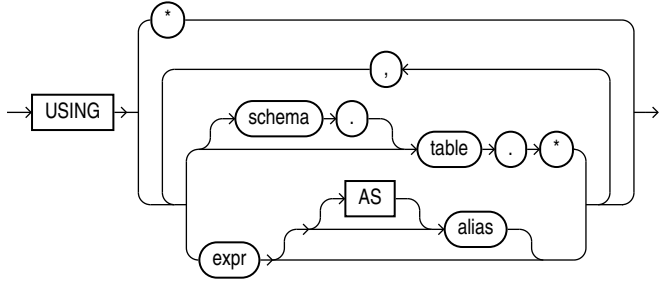 *
,
USING
schema .
table . *
AS
alias
expr